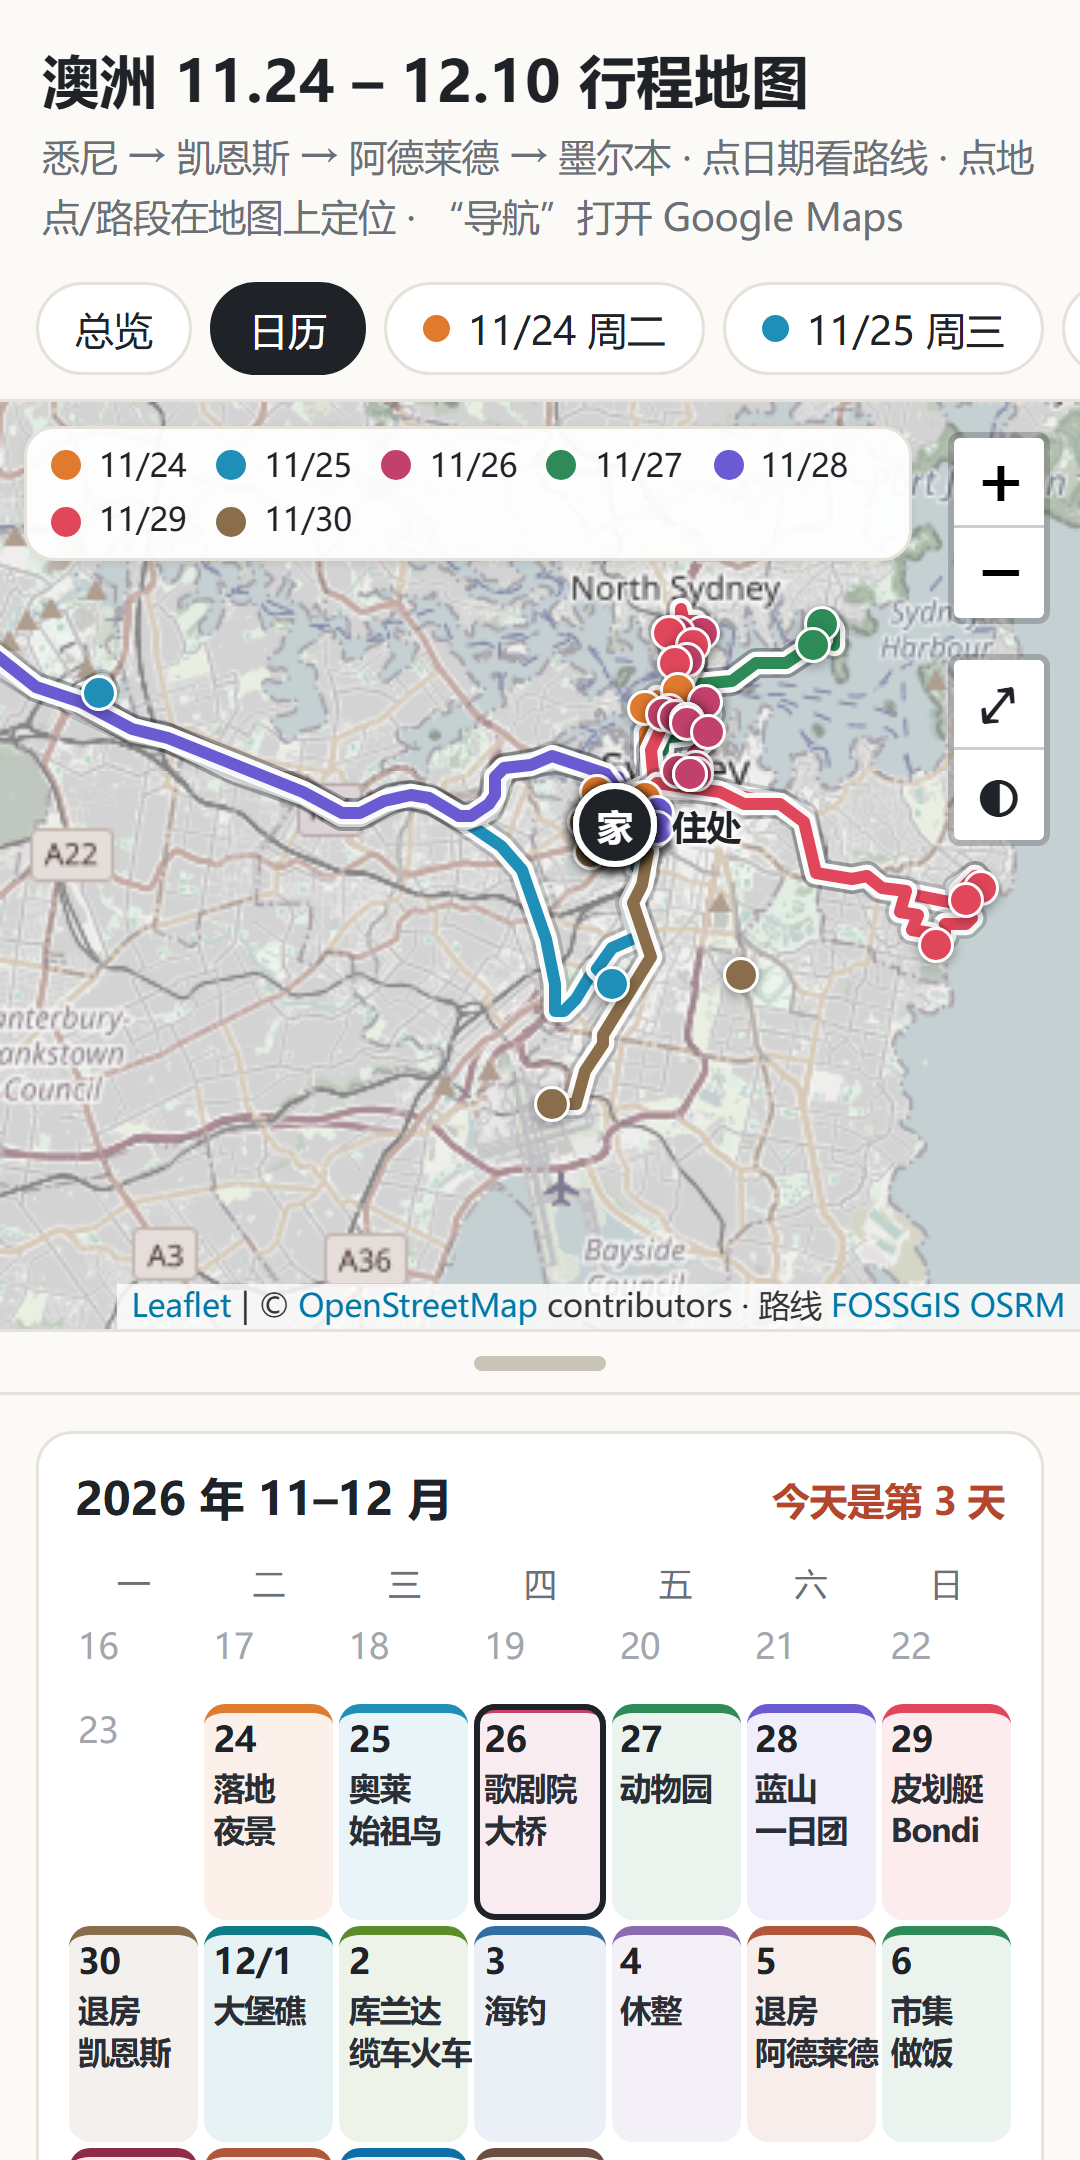 澳洲 11.24 – 12.10 行程地图
悉尼 → 凯恩斯 → 阿德莱德 → 墨尔本 · 点日期看路线 · 点地
点/路段在地图上定位 · “导航”打开 Google Maps
总览 日历 11/24 周二 11/25 周三
11/24 11/25 11/26 11/27 11/28
11/29 11/30
+
−
North Sydney
Harbour
家 住处
A22
Council
A3 A36
Bayside
Council
Leaflet | © OpenStreetMap contributors · 路线 FOSSGIS OSRM
2026 年 11–12 月 今天是第 3 天
一 二 三 四 五 六 日
16 17 18 19 20 21 22
23 24 25 26 27 28 29
落地 奥莱 歌剧院 动物园 蓝山 皮划艇
夜景 始祖鸟 大桥 一日团 Bondi
30 12/1 2 3 4 5 6
退房 大堡礁 库兰达 海钓 休整 退房 市集
凯恩斯 缆车火车 阿德莱德 做饭